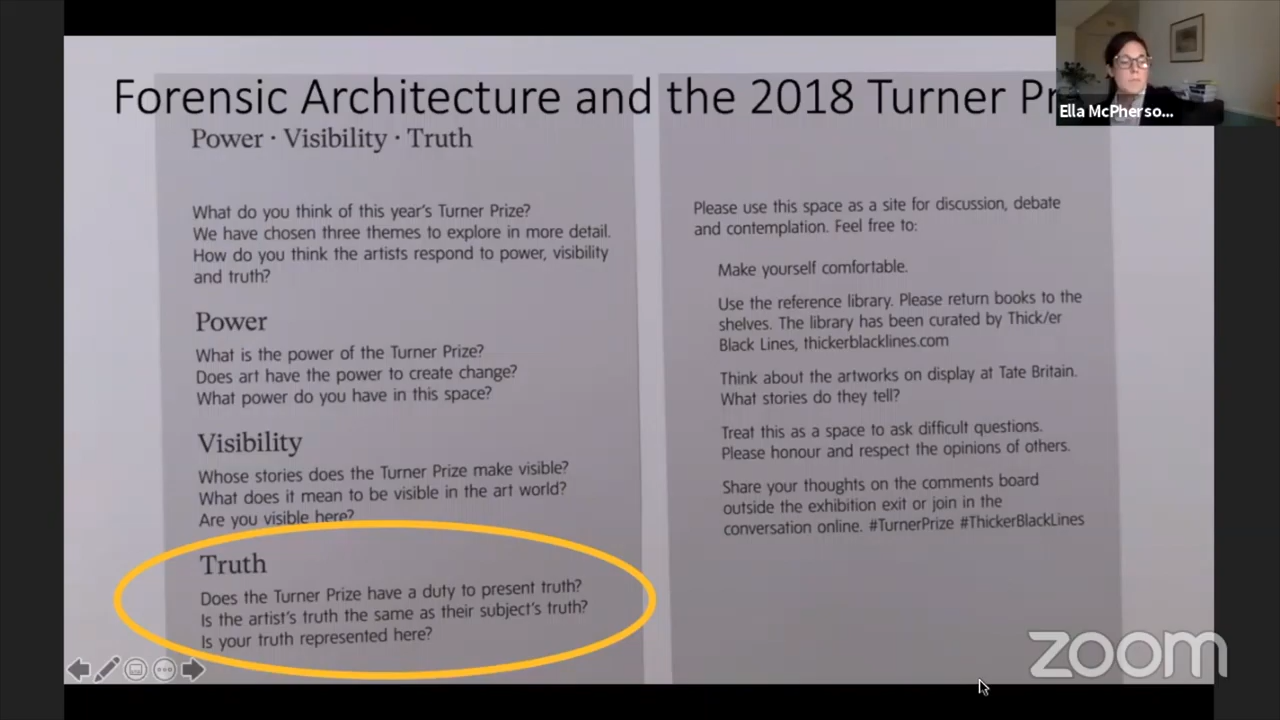 Forensic Architecture and the 2018 Turner Pr
Ella McPherso...
Power · Visibility · Truth
What do you think of this year's Turner Prize?
We have chosen three themes to explore in more detail.
How do you think the artists respond to power, visibility
and truth?
Power
What is the power of the Turner Prize?
Does art have the power to create change?
What power do you have in this space?
Visibility
Whose stories does the Turner Prize make visible?
What does it mean to be visible in the art world?
Are you visible here?
Truth
Does the Turner Prize have a duty to present truth?
Is the artist's truth the same as their subject's truth?
Is your truth represented here?
Please use this space as a site for discussion, debate
and contemplation. Feel free to:
Make yourself comfortable.
Use the reference library. Please return books to the
shelves. The library has been curated by Thick/er
Black Lines, thickerblacklines.com
Think about the artworks on display at Tate Britain.
What stories do they tell?
Treat this as a space to ask difficult questions.
Please honour and respect the opinions of others.
Share your thoughts on the comments board
outside the exhibition exit or join in the
conversation online. #TurnerPrize #ThickerBlackLines
zoom